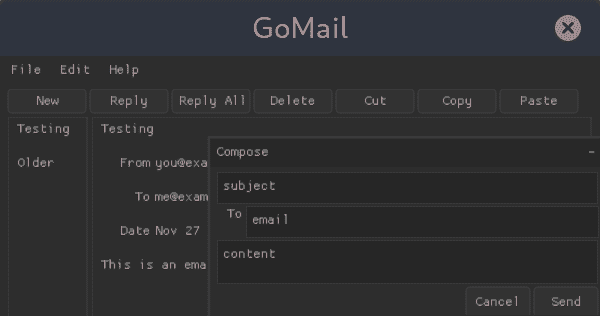 GoMail
File Edit Help
New Reply Reply All Delete Cut Copy Paste
Testing
Older
Testing
From you@exa
To me@exam
Date Nov 27
This is an ema
Compose
subject
To email
content
Cancel Send